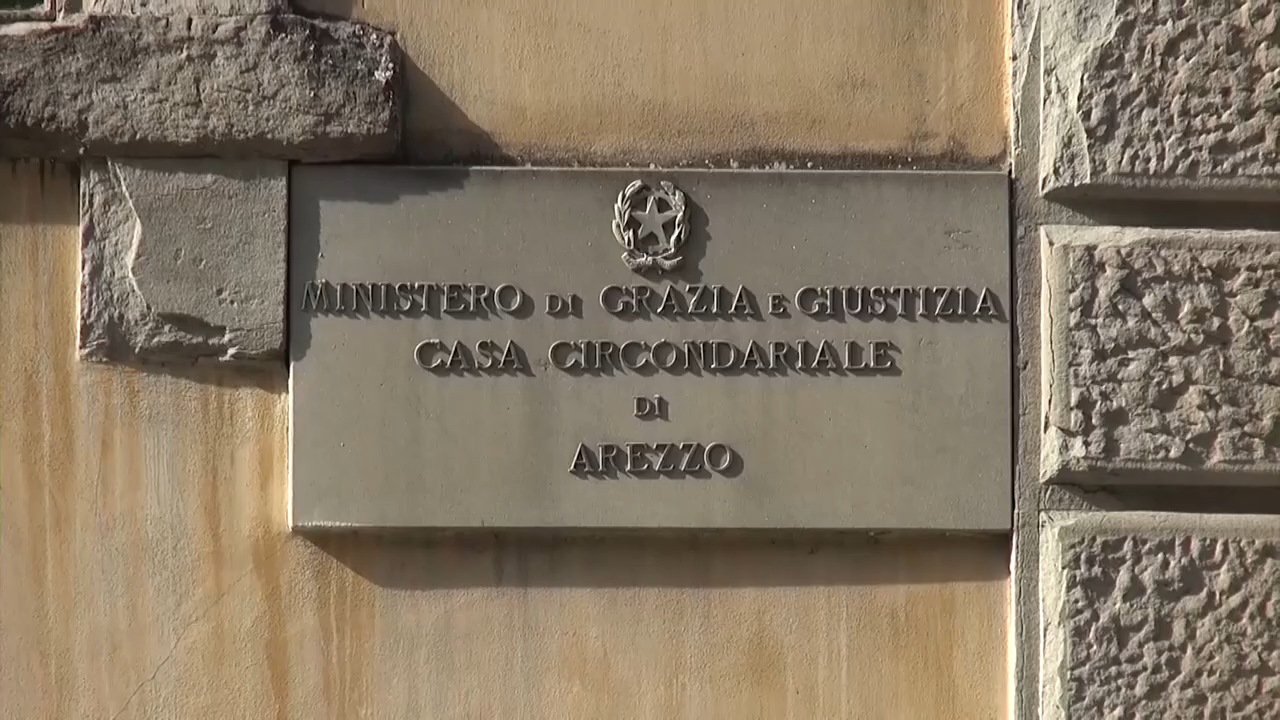 MINISTERO DI GRAZIA E GIUSTIZIA
CASA CIRCONDARIALE
DI
AREZZO